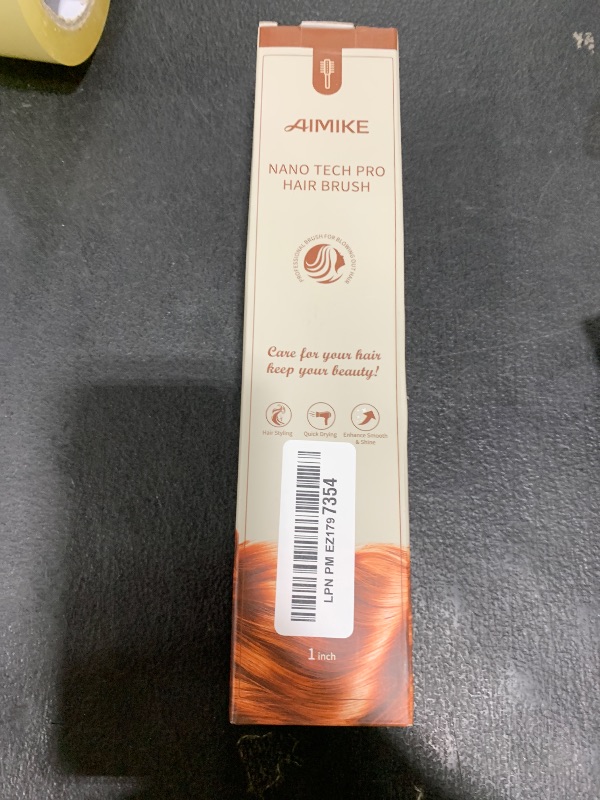 AIMIKE
NANO TECH PRO
HAIR BRUSH
PROFESSIONAL BRUSH FOR BLOWING OUT HAIR
Care for your hair
keep your beauty!
Hair Styling
Quick Drying
Enhance Smooth
& Shine
LPN PM EZ179 7354
1 inch